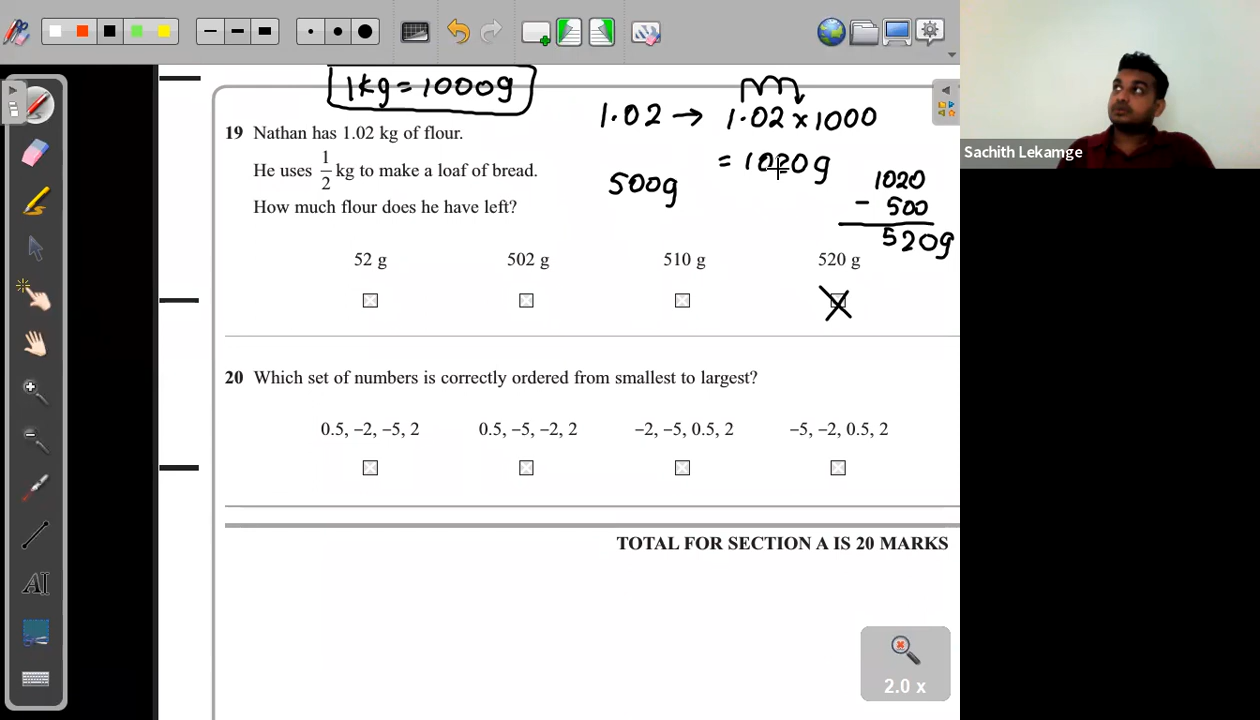 1kg = 1000g
1.02 → 1.02 × 1000
= 1020g
500g
1020
- 500
520g
19 Nathan has 1.02 kg of flour.
He uses 1/2 kg to make a loaf of bread.
How much flour does he have left?
52 g 502 g 510 g 520 g
20 Which set of numbers is correctly ordered from smallest to largest?
0.5, –2, –5, 2 0.5, –5, –2, 2 –2, –5, 0.5, 2 –5, –2, 0.5, 2
TOTAL FOR SECTION A IS 20 MARKS
2.0 x
AI
Sachith Lekamge